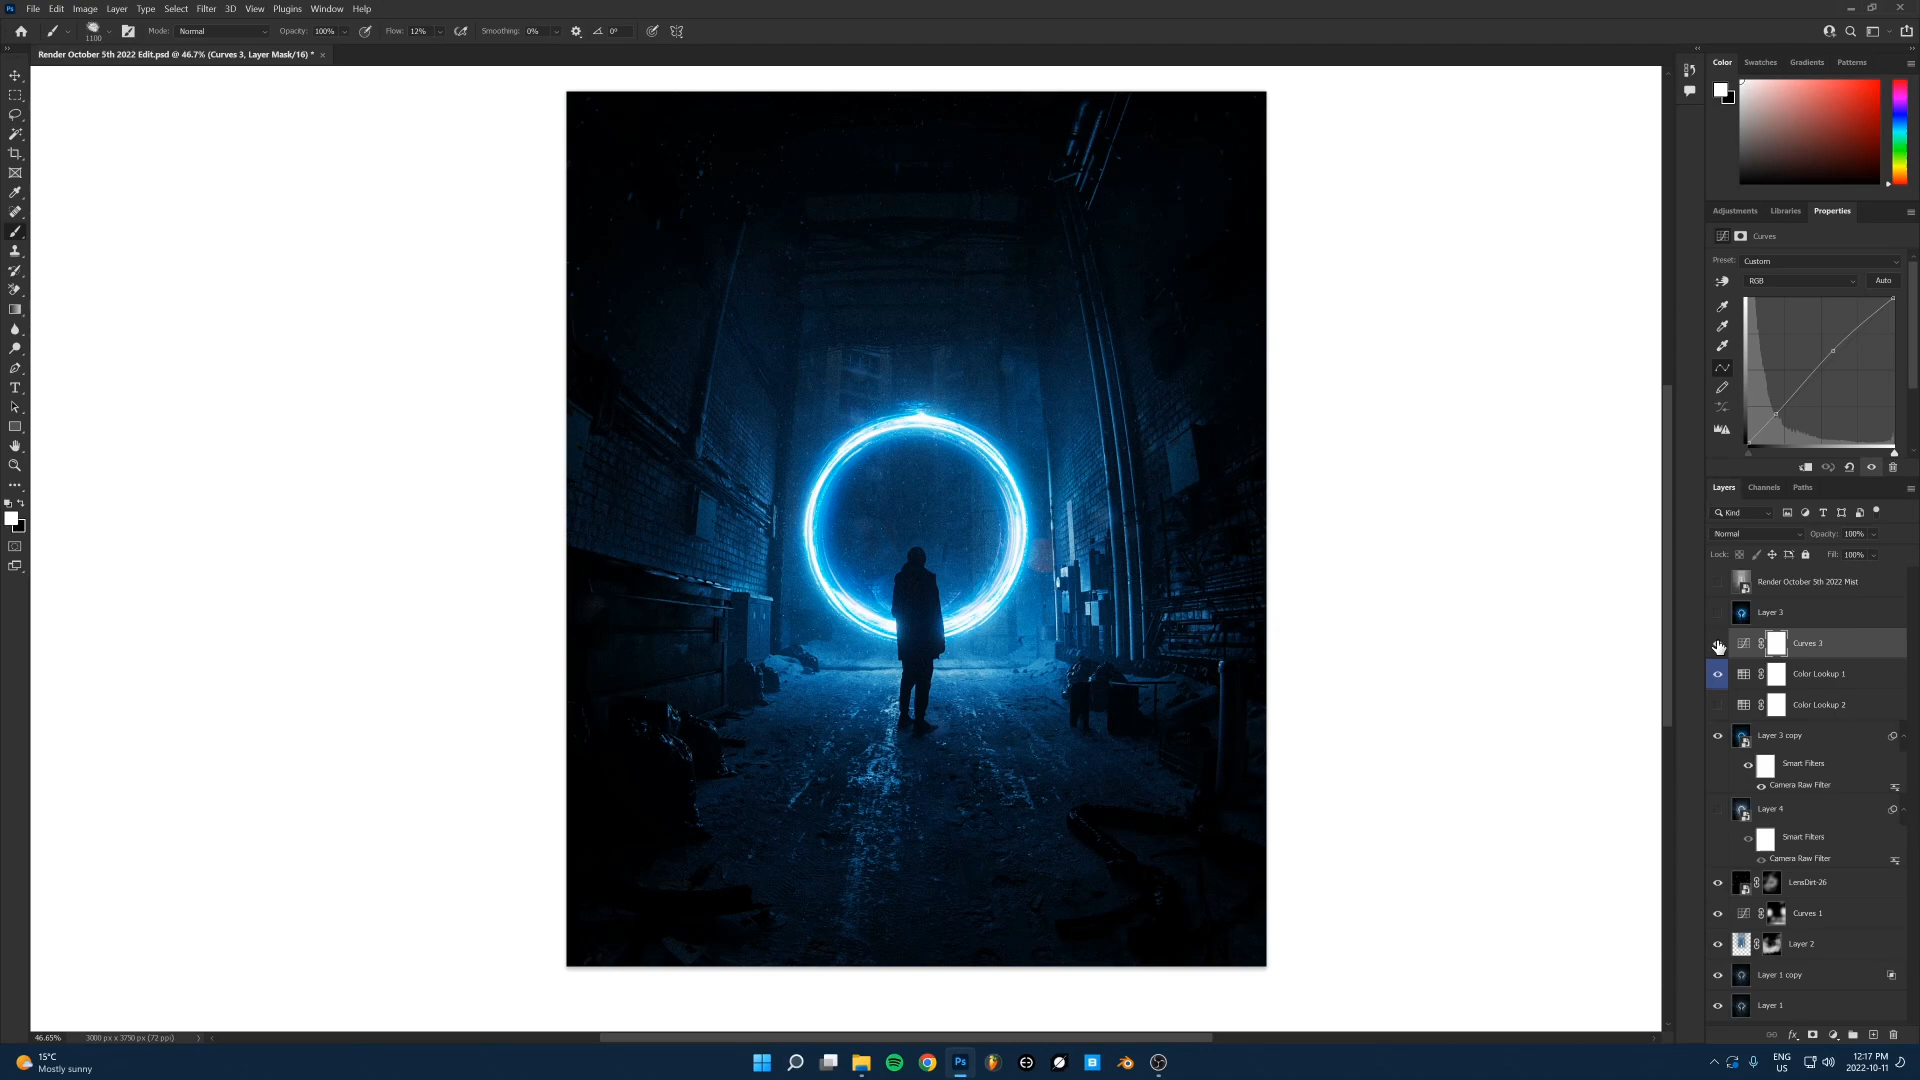 File Edit Image Layer Type Select Filter 3D View Plugins Window Help
1100 Mode: Normal Opacity: 100% Flow: 12% Smoothing: 0% 0°
Render October 5th 2022 Edit.psd @ 46.7% (Curves 3, Layer Mask/16) *
Color Swatches Gradients Patterns
Adjustments Libraries Properties
Curves
Preset: Custom
RGB Auto
Layers Channels Paths
Kind
Normal Opacity: 100%
Lock: Fill: 100%
Render October 5th 2022 Mist
Layer 3
Curves 3
Color Lookup 1
Color Lookup 2
Layer 3 copy
Smart Filters
Camera Raw Filter
Layer 4
Smart Filters
Camera Raw Filter
LensDirt-26
Curves 1
Layer 2
Layer 1 copy
Layer 1
46.65% 3000 px x 3750 px (72 ppi)
15°C
Mostly sunny
ENG
US
12:17 PM
2022-10-11